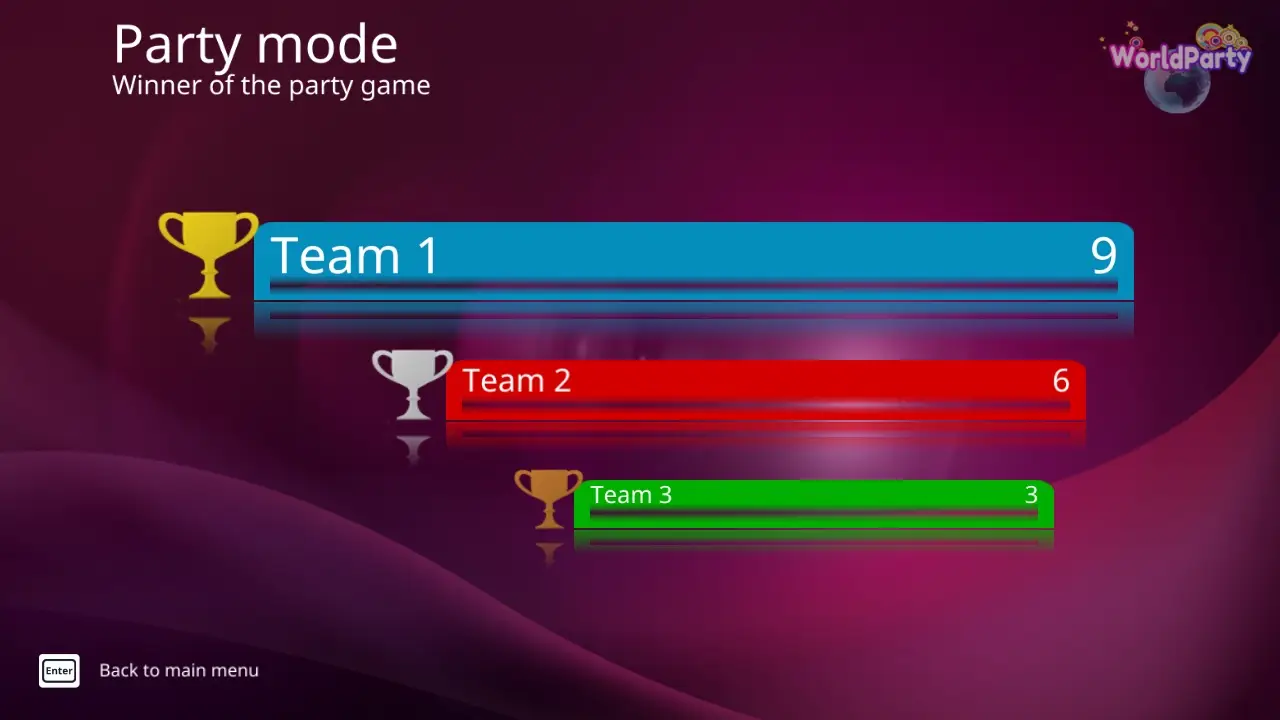 Party mode
Winner of the party game
WorldParty
Team 1 9
Team 2 6
Team 3 3
Enter Back to main menu